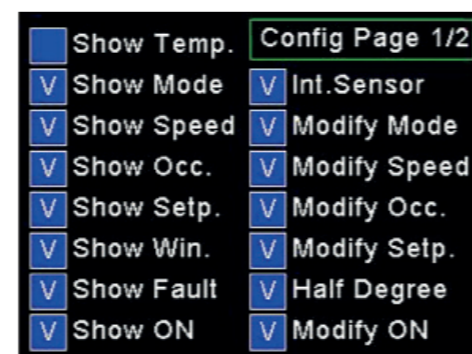 Show Temp. Config Page 1/2
V Show Mode V Int.Sensor
V Show Speed V Modify Mode
V Show Occ. V Modify Speed
V Show Setp. V Modify Occ.
V Show Win. V Modify Setp.
V Show Fault V Half Degree
V Show ON V Modify ON